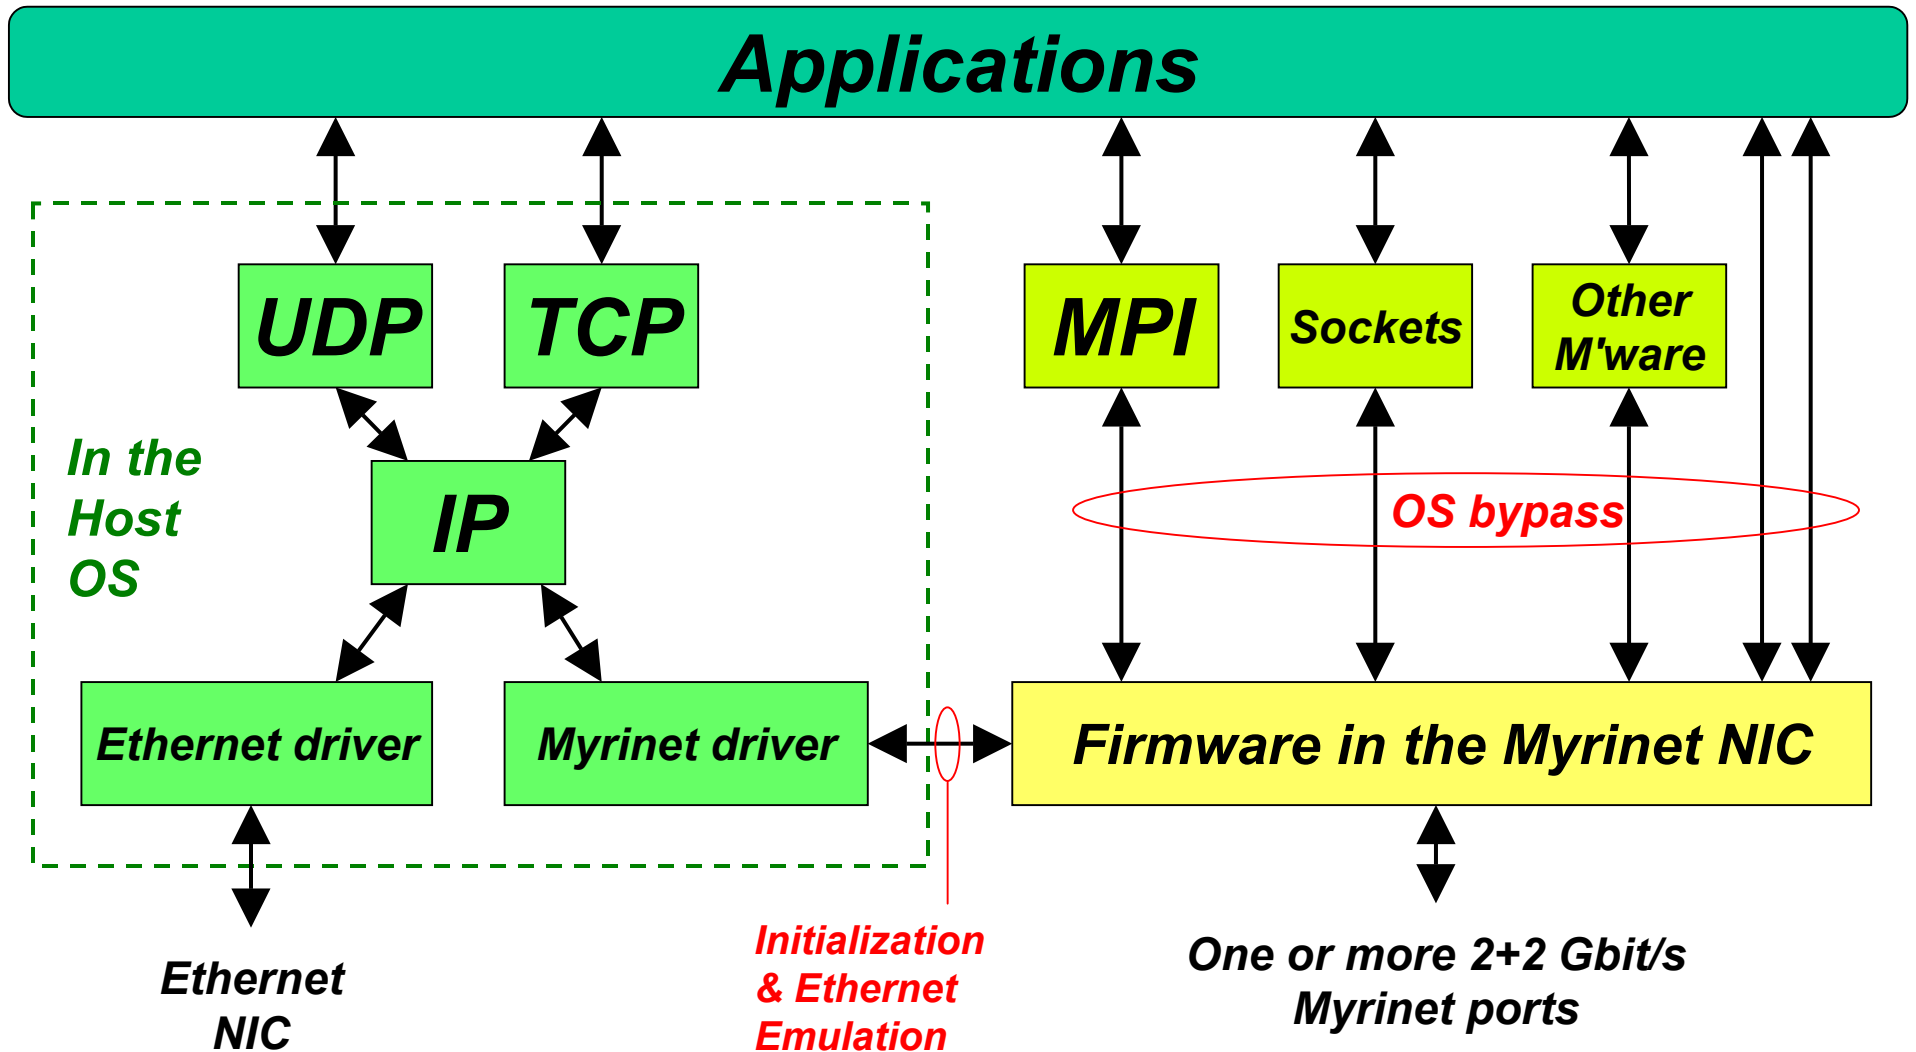 Applications
UDP
TCP
MPI
Sockets
Other
M'ware
In the
Host
OS
IP
OS bypass
Ethernet driver
Myrinet driver
Firmware in the Myrinet NIC
Ethernet
NIC
Initialization
& Ethernet
Emulation
One or more 2+2 Gbit/s
Myrinet ports